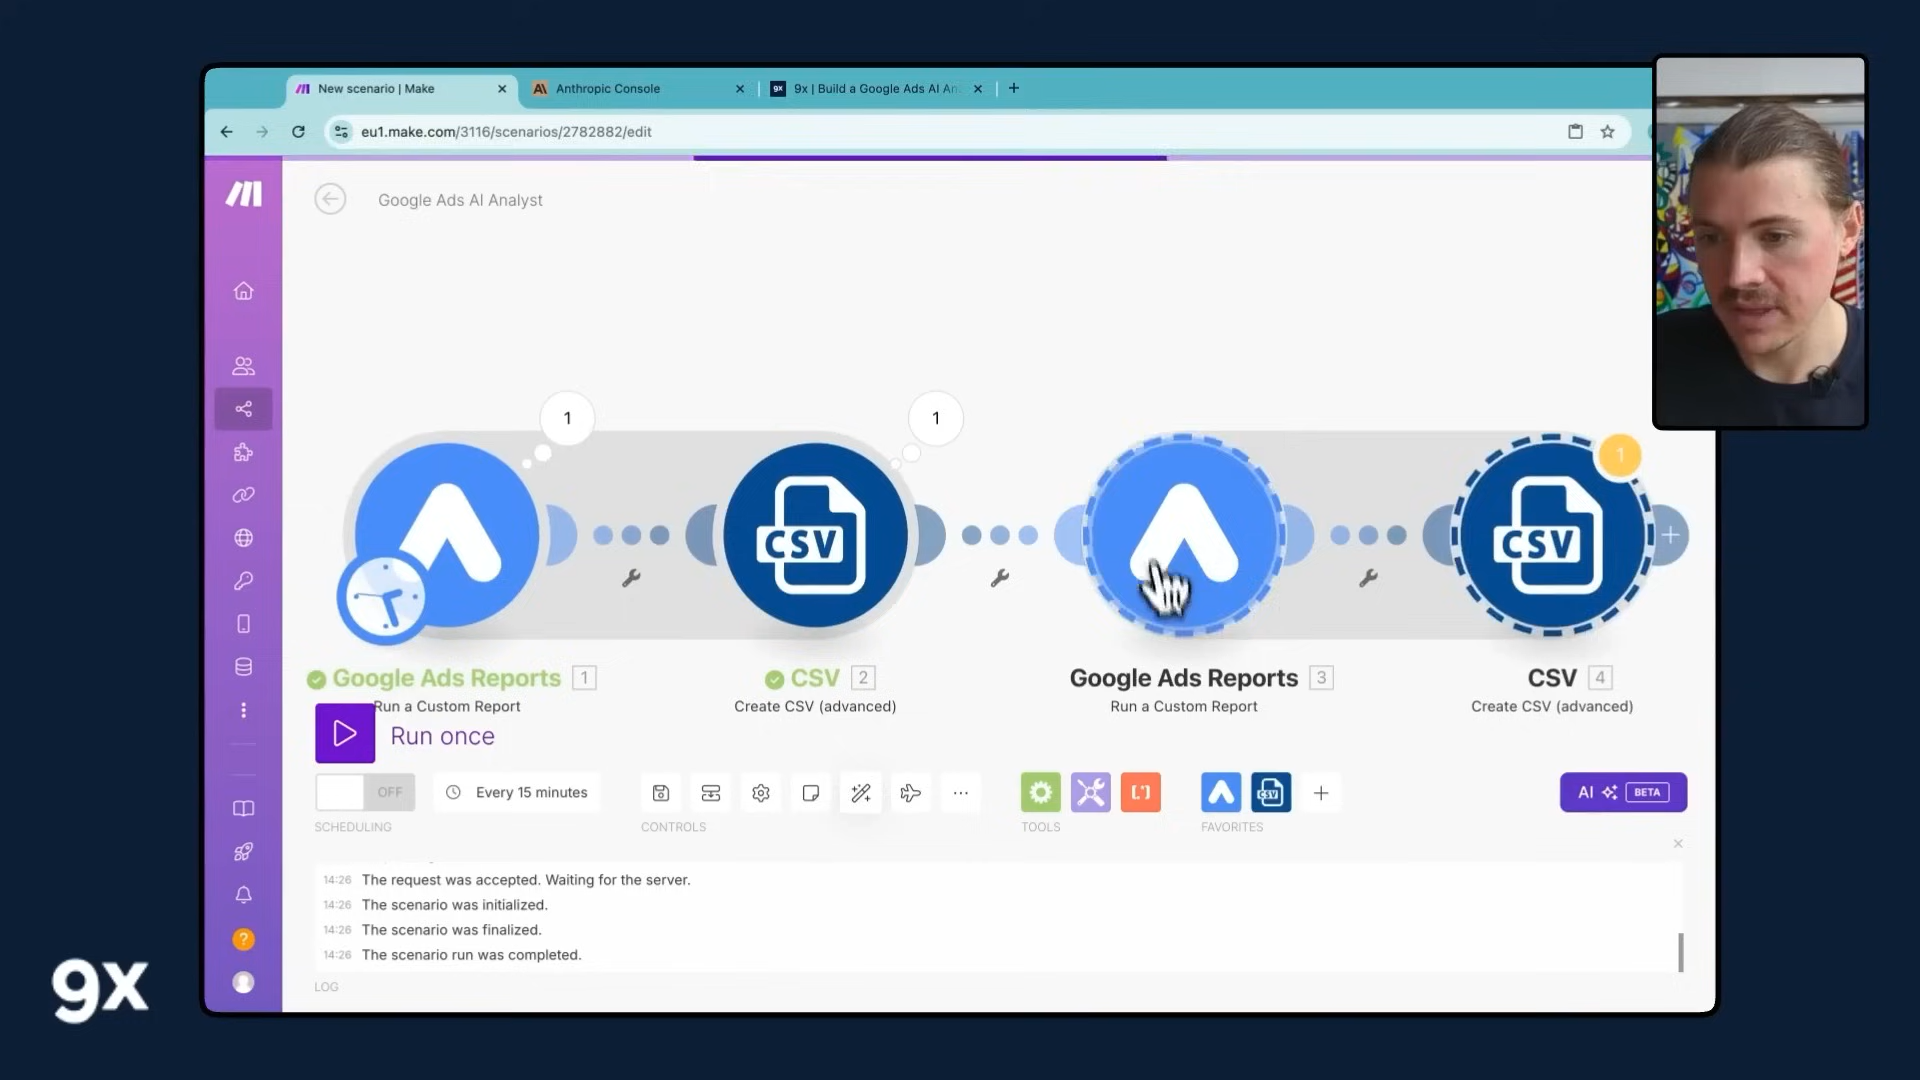 New scenario | Make
Anthropic Console
9x | Build a Google Ads AI An
eu1.make.com/3116/scenarios/2782882/edit
Google Ads AI Analyst
1
1
1
CSV
CSV
Google Ads Reports 1
Run a Custom Report
CSV 2
Create CSV (advanced)
Google Ads Reports 3
Run a Custom Report
CSV 4
Create CSV (advanced)
Run once
OFF
Every 15 minutes
CSV
AI BETA
SCHEDULING
CONTROLS
TOOLS
FAVORITES
14:26 The request was accepted. Waiting for the server.
14:26 The scenario was initialized.
14:26 The scenario was finalized.
14:26 The scenario run was completed.
LOG
9x